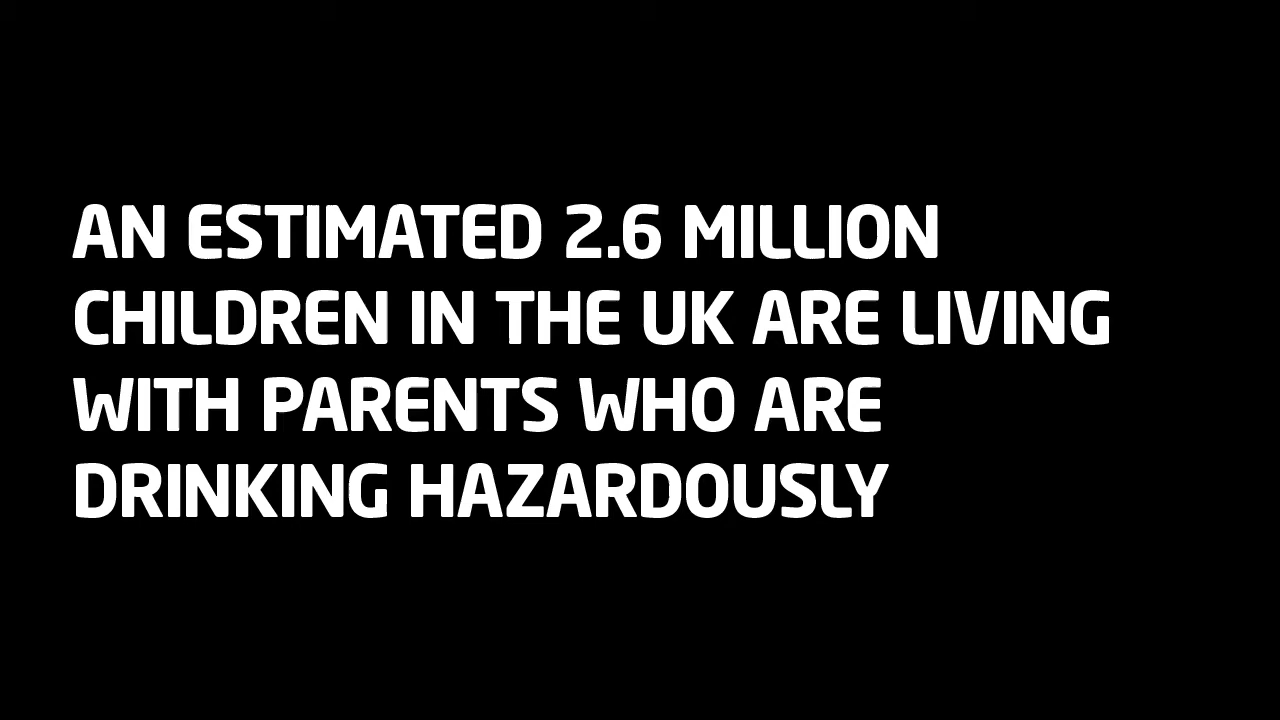 AN ESTIMATED 2.6 MILLION
CHILDREN IN THE UK ARE LIVING
WITH PARENTS WHO ARE
DRINKING HAZARDOUSLY